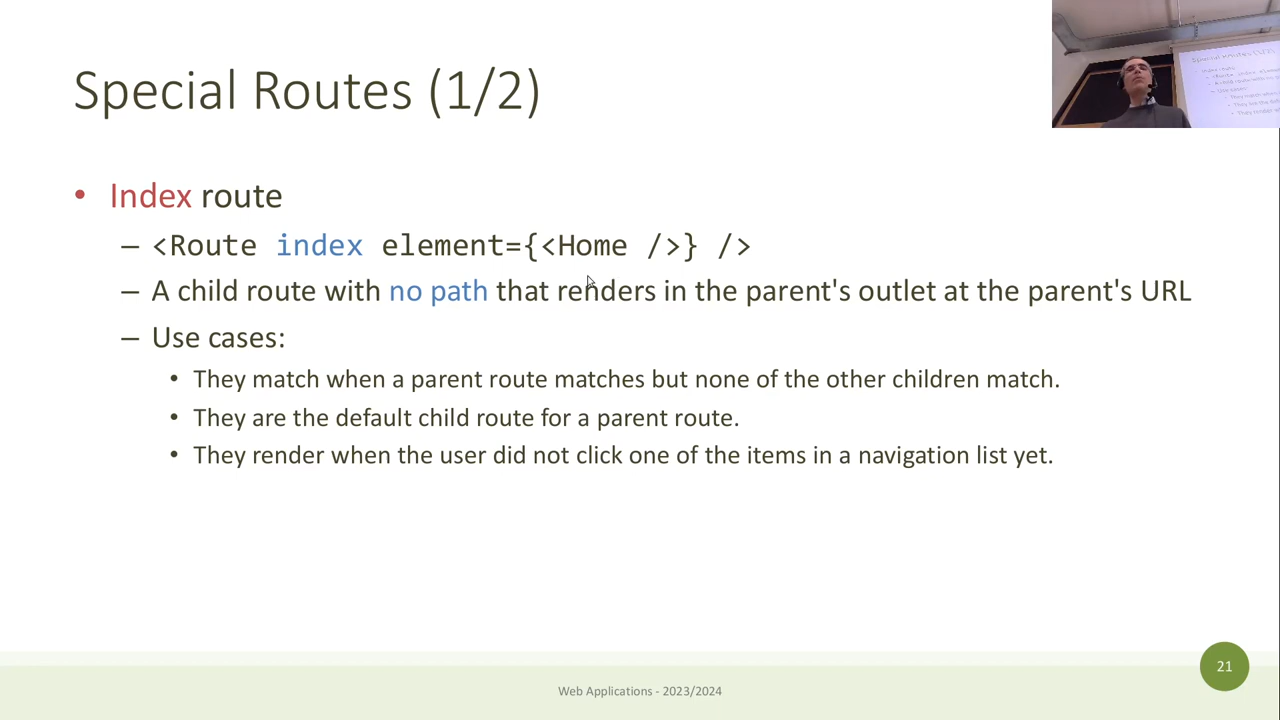 Special Routes (1/2)
• Index route
– <Route index element={<Home />} />
– A child route with no path that renders in the parent's outlet at the parent's URL
– Use cases:
• They match when a parent route matches but none of the other children match.
• They are the default child route for a parent route.
• They render when the user did not click one of the items in a navigation list yet.
Web Applications - 2023/2024
21